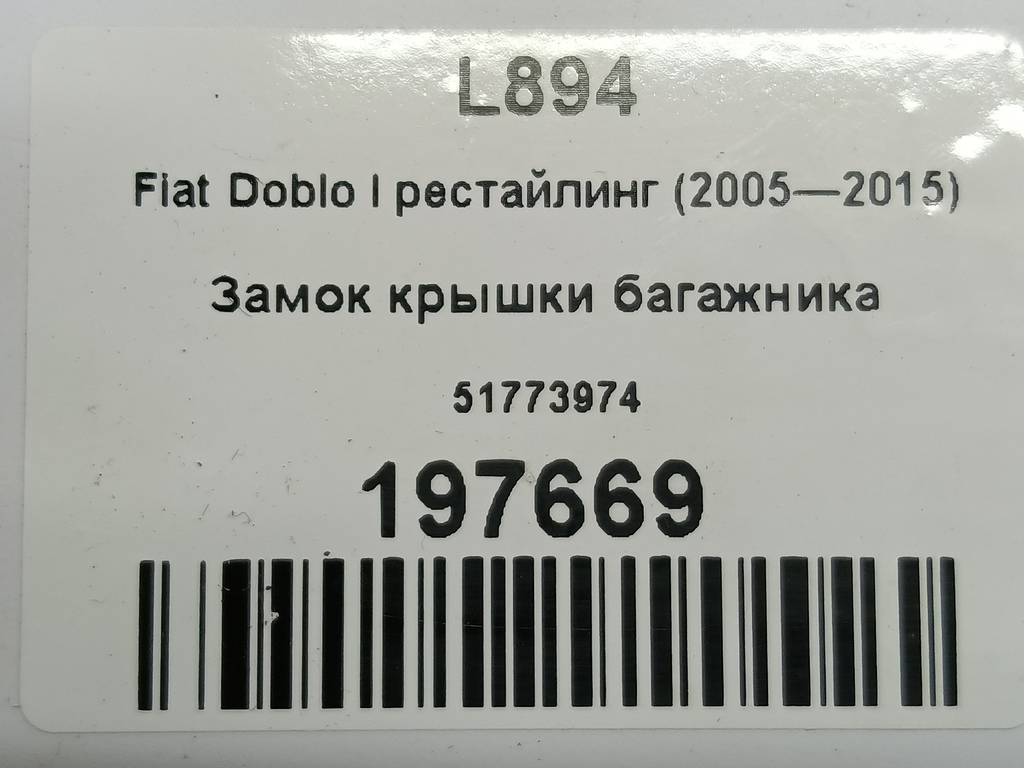 L894
Fiat Doblo I рестайлинг (2005—2015)
Замок крышки багажника
51773974
197669